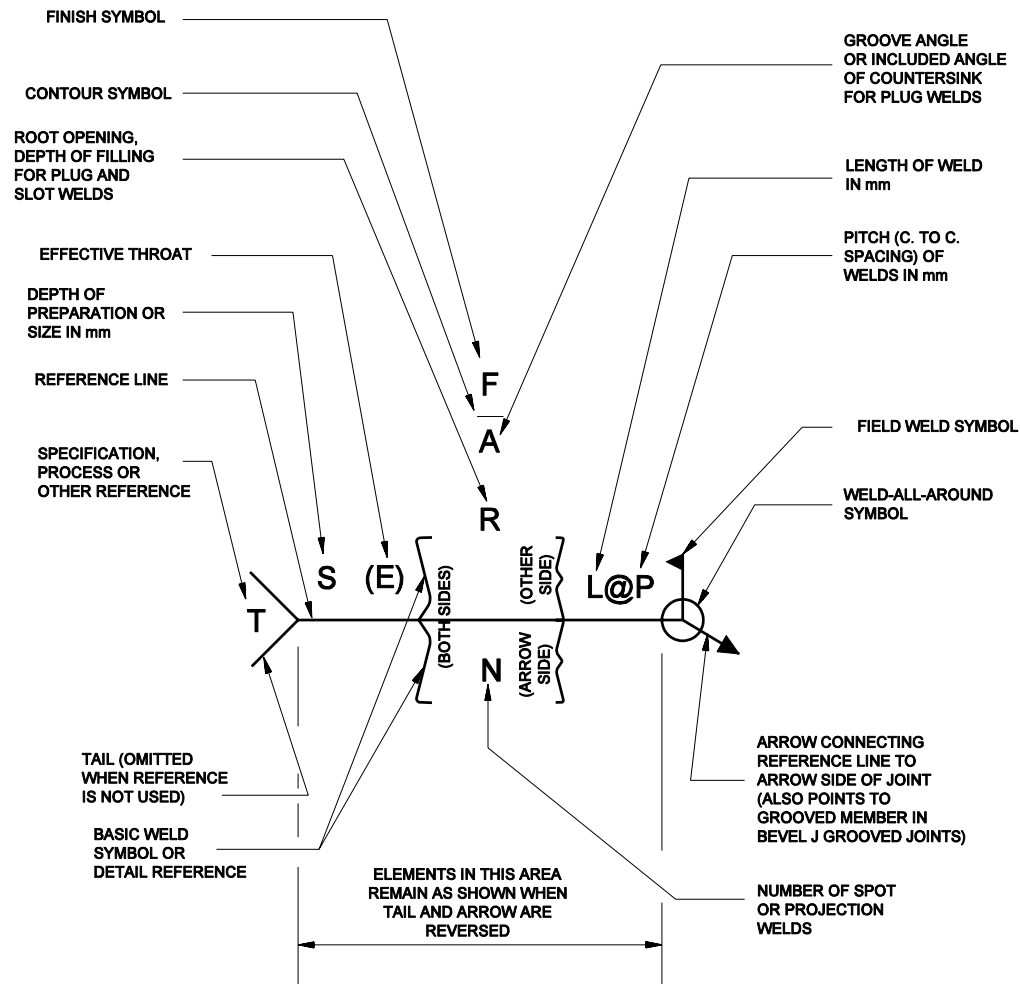 FINISH SYMBOL
CONTOUR SYMBOL
ROOT OPENING,
DEPTH OF FILLING
FOR PLUG AND
SLOT WELDS
EFFECTIVE THROAT
DEPTH OF
PREPARATION OR
SIZE IN mm
REFERENCE LINE
SPECIFICATION,
PROCESS OR
OTHER REFERENCE
GROOVE ANGLE
OR INCLUDED ANGLE
OF COUNTERSINK
FOR PLUG WELDS
LENGTH OF WELD
IN mm
PITCH (C. TO C.
SPACING) OF
WELDS IN mm
FIELD WELD SYMBOL
WELD-ALL-AROUND
SYMBOL
F
A
R
S
(E)
(BOTH SIDES)
(OTHER
SIDE)
L@P
T
(ARROW
SIDE)
N
TAIL (OMITTED
WHEN REFERENCE
IS NOT USED)
BASIC WELD
SYMBOL OR
DETAIL REFERENCE
ELEMENTS IN THIS AREA
REMAIN AS SHOWN WHEN
TAIL AND ARROW ARE
REVERSED
ARROW CONNECTING
REFERENCE LINE TO
ARROW SIDE OF JOINT
(ALSO POINTS TO
GROOVED MEMBER IN
BEVEL J GROOVED JOINTS)
NUMBER OF SPOT
OR PROJECTION
WELDS